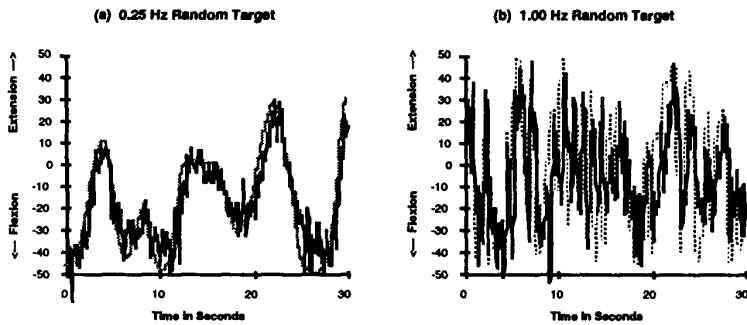 (a) 0.25 Hz Random Target
50
40
30
20
10
0
-10
-20
-30
-40
-50
<— Flexion Extension —>
0 10 20 30
Time in Seconds
(b) 1.00 Hz Random Target
50
40
30
20
10
0
-10
-20
-30
-40
-50
<— Flexion Extension —>
0 10 20 30
Time in Seconds